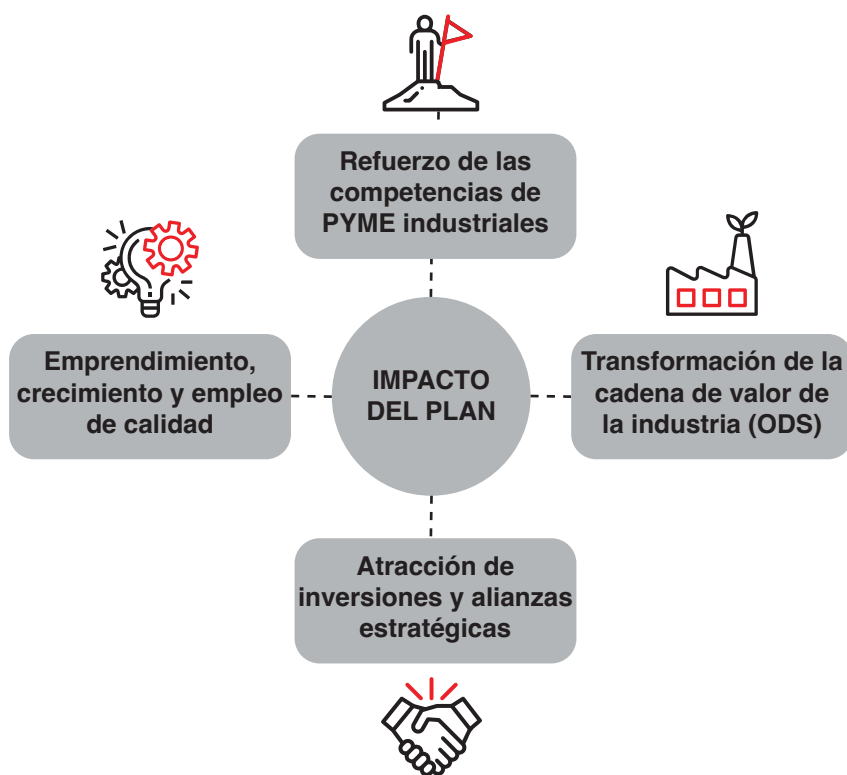 Refuerzo de las
competencias de
PYME industriales
Emprendimiento,
crecimiento y empleo
de calidad
IMPACTO
DEL PLAN
Transformación de la
cadena de valor de
la industria (ODS)
Atracción de
inversiones y alianzas
estratégicas